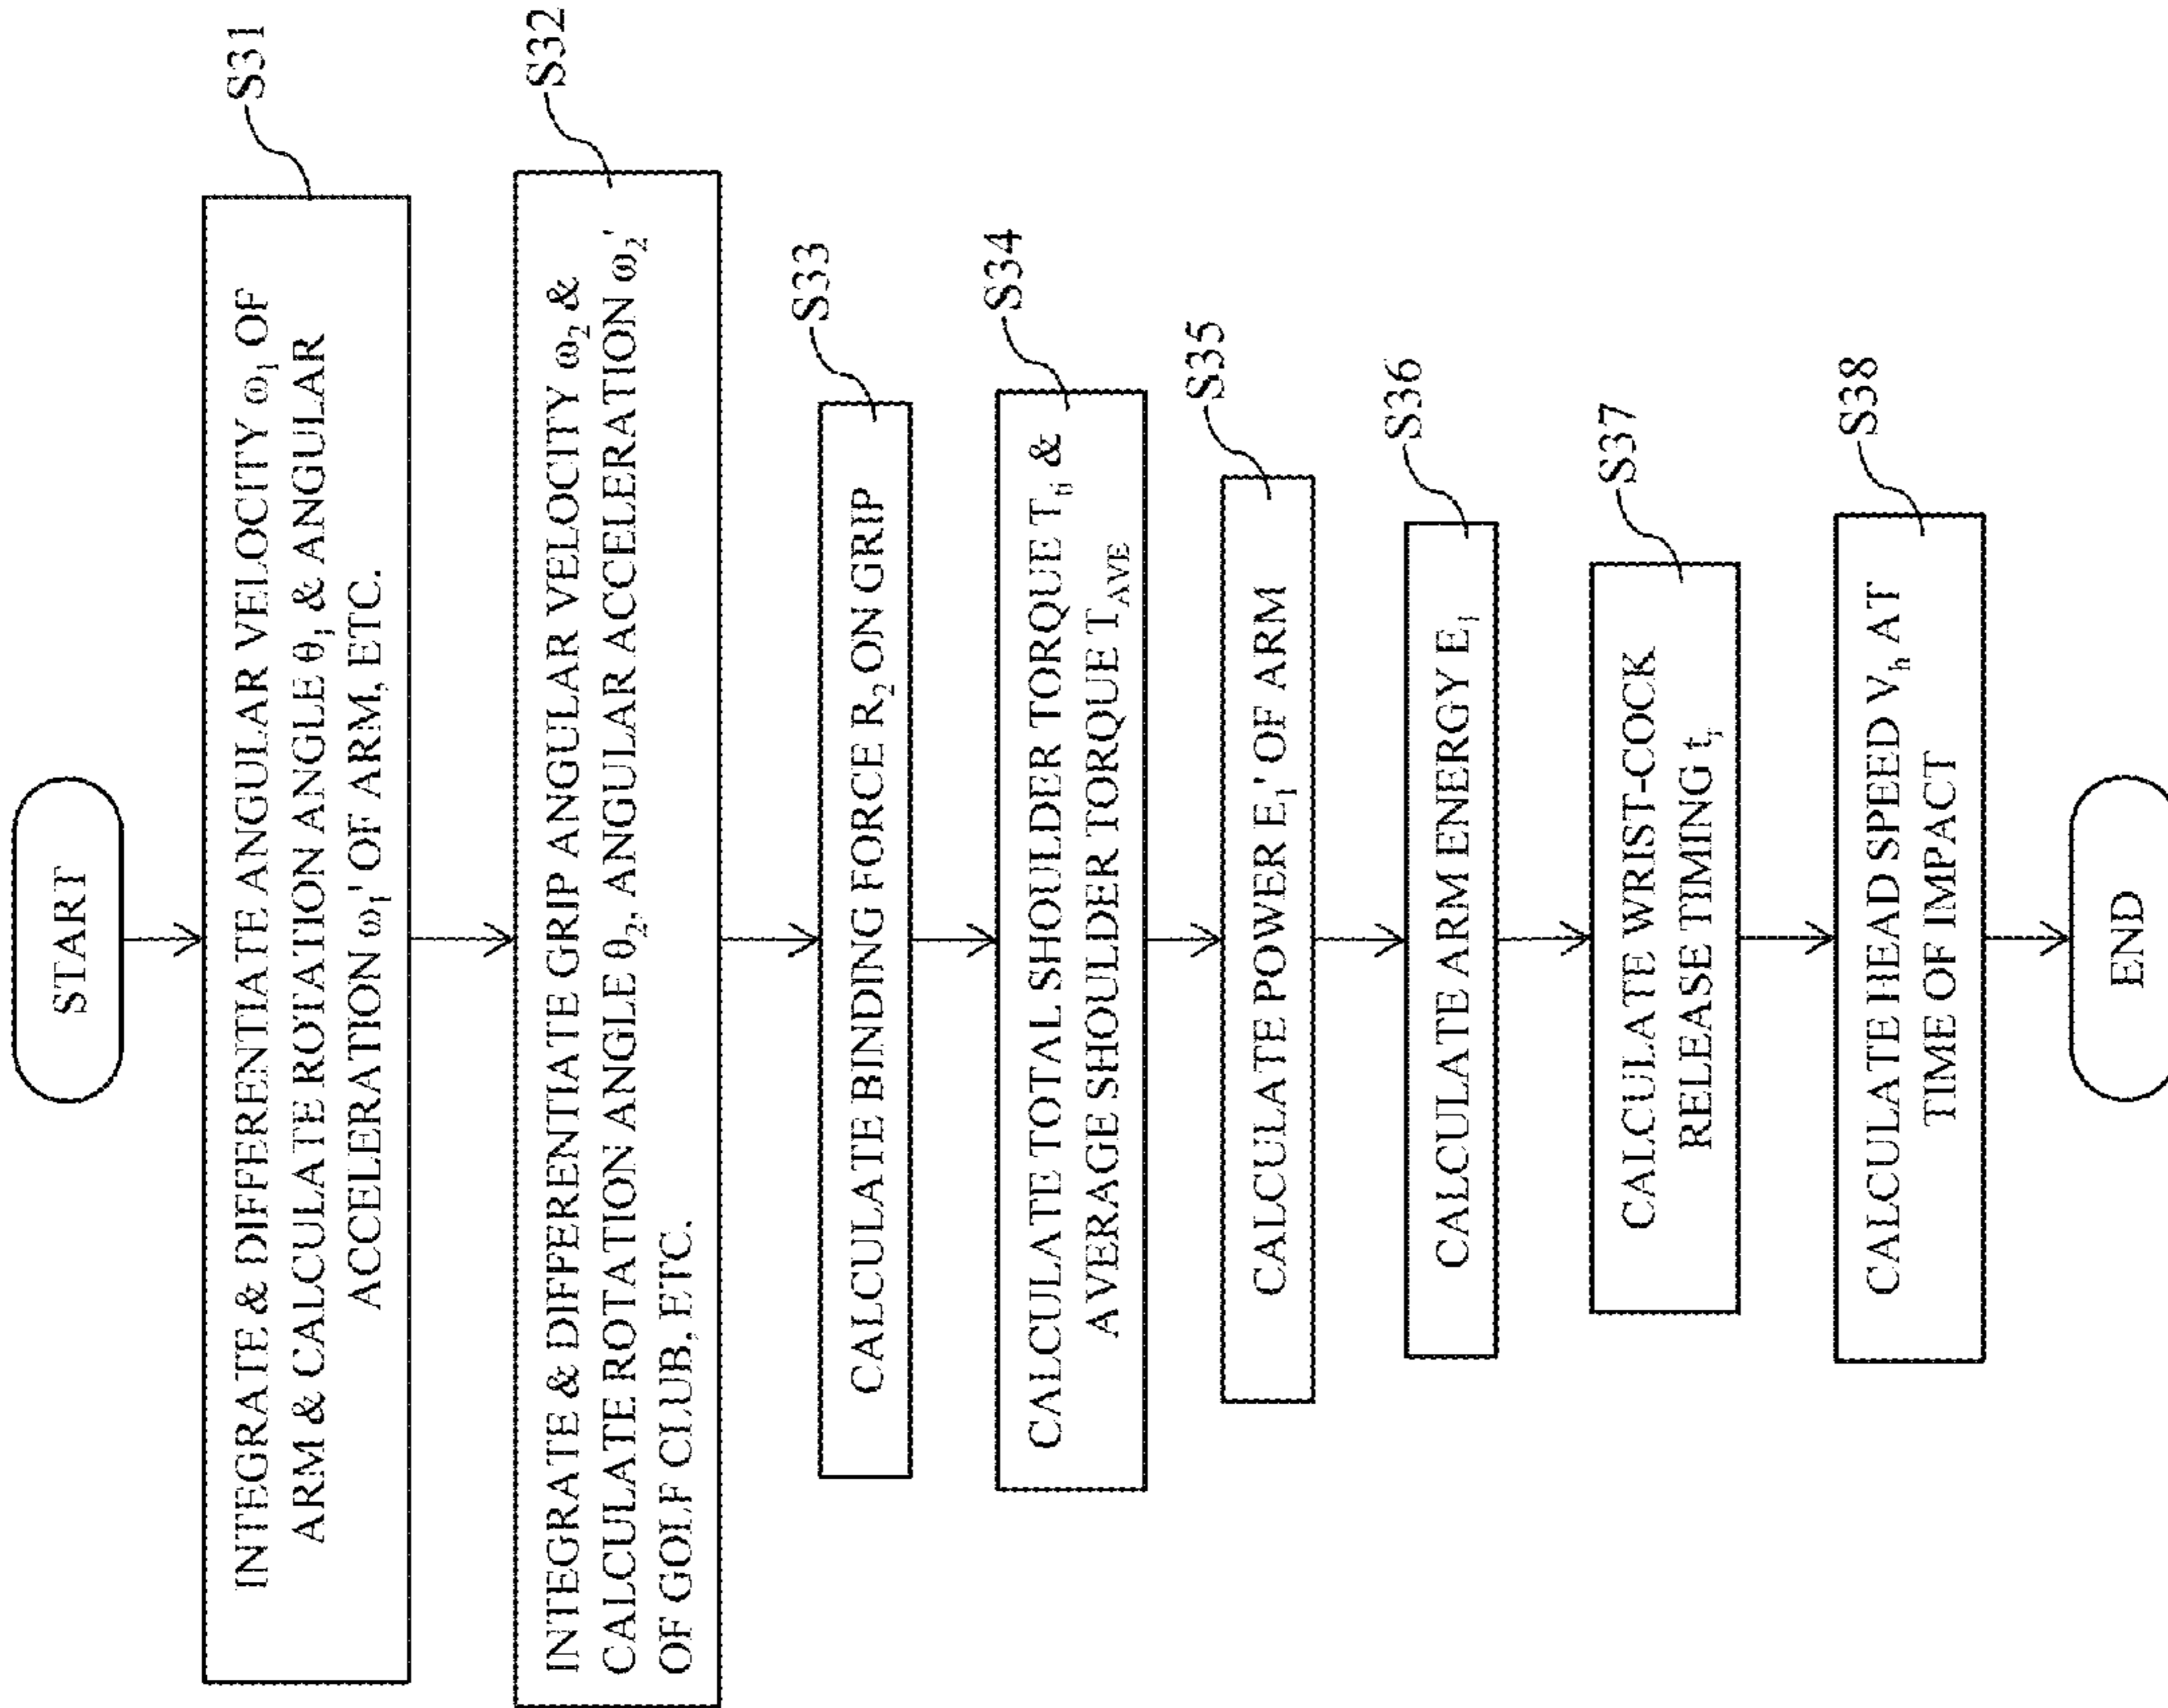 START
S31
INTEGRATE & DIFFERENTIATE ANGULAR VELOCITY ω₁ OF
ARM & CALCULATE ROTATION ANGLE θ₁ & ANGULAR
ACCELERATION ω₁' OF ARM, ETC.
S32
INTEGRATE & DIFFERENTIATE GRIP ANGULAR VELOCITY ω₂ &
CALCULATE ROTATION ANGLE θ₂, ANGULAR ACCELERATION ω₂'
OF GOLF CLUB, ETC.
S33
CALCULATE BINDING FORCE R₂ ON GRIP
S34
CALCULATE TOTAL SHOULDER TORQUE Tₜᵢ &
AVERAGE SHOULDER TORQUE T_AVE
S35
CALCULATE POWER E₁' OF ARM
S36
CALCULATE ARM ENERGY E₁
S37
CALCULATE WRIST-COCK
RELEASE TIMING tᵣ
S38
CALCULATE HEAD SPEED Vₕ AT
TIME OF IMPACT
END